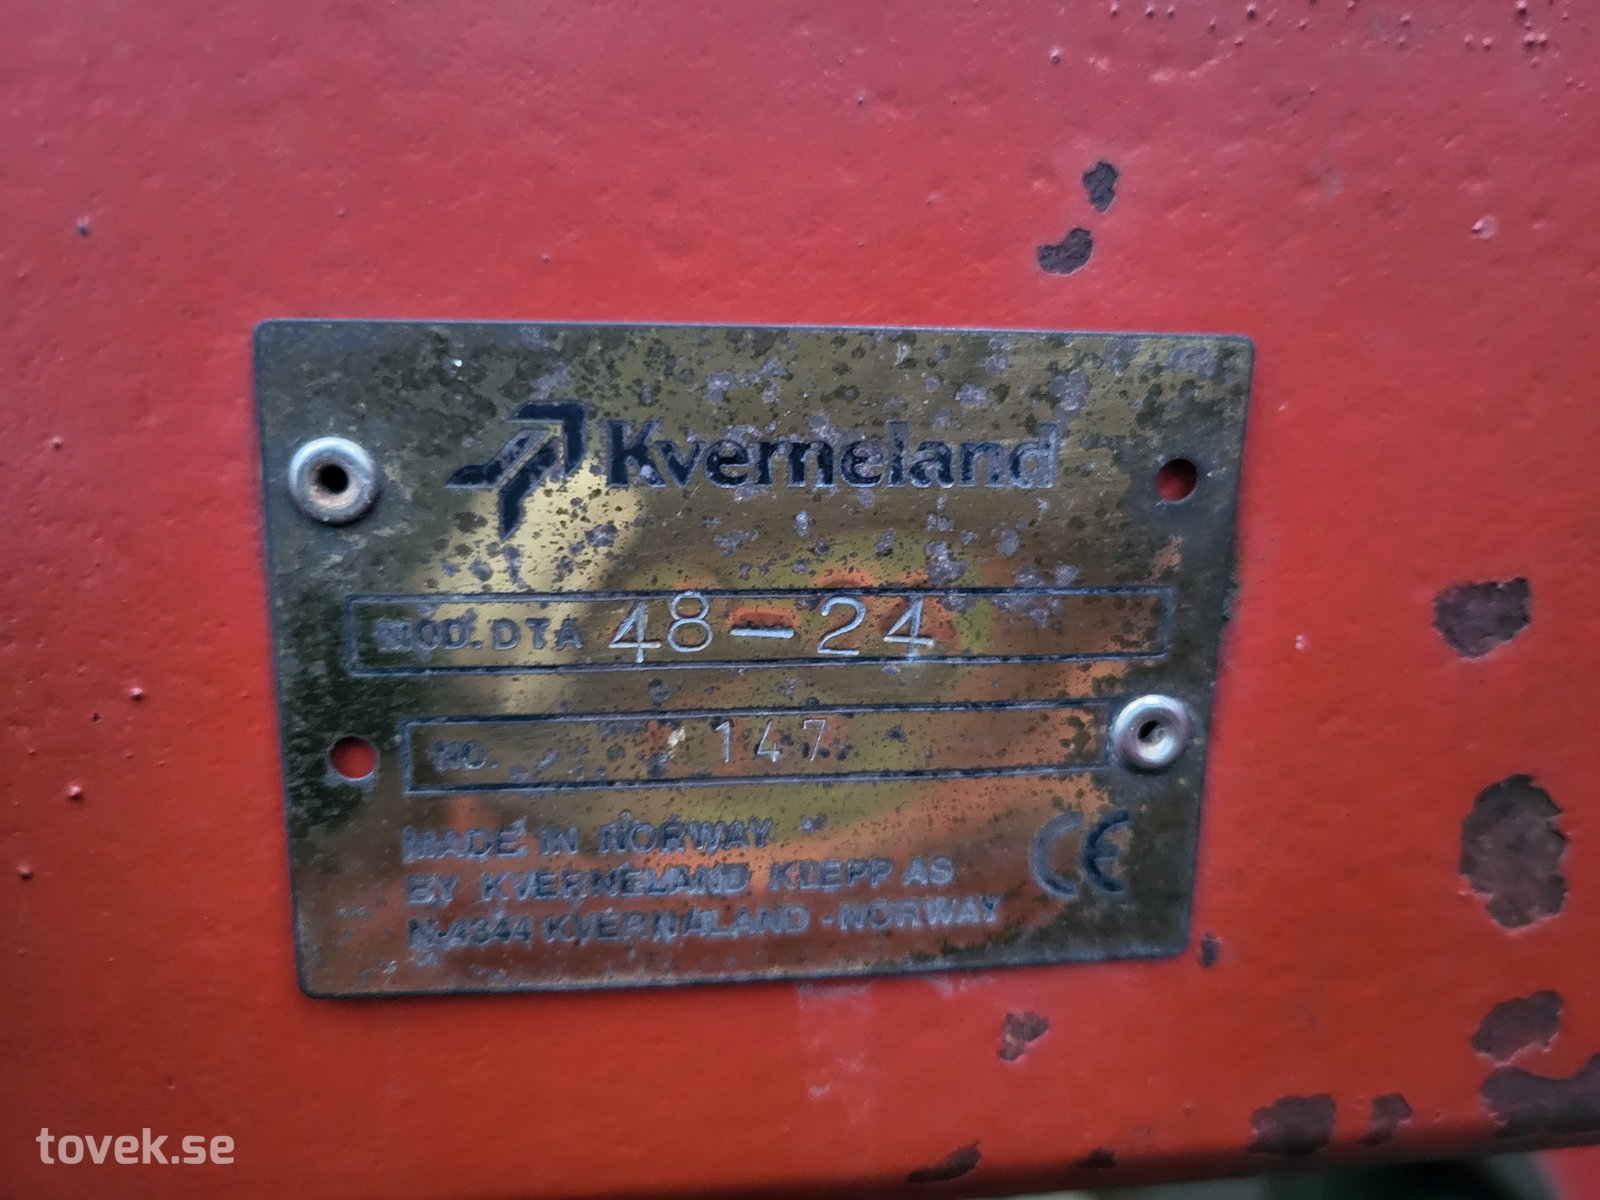 Kverneland
MOD. DTA 48-24
NO. 147
MADE IN NORWAY
BY KVERNELAND KLEPP AS
N-4344 KVERNALAND - NORWAY
CE
tovek.se